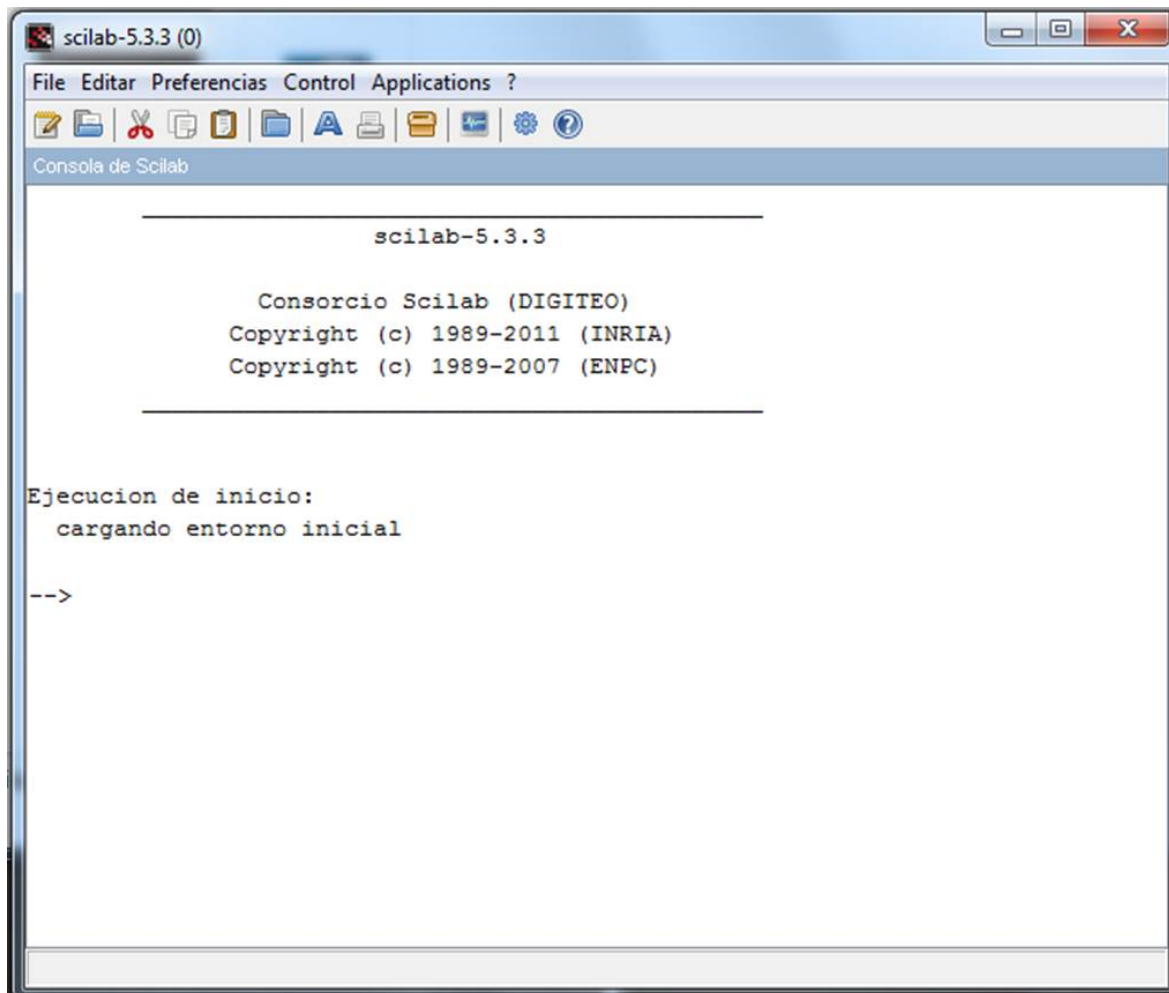 scilab-5.3.3 (0)
File Editar Preferencias Control Applications ?
Consola de Scilab
scilab-5.3.3
Consorcio Scilab (DIGITEO)
Copyright (c) 1989-2011 (INRIA)
Copyright (c) 1989-2007 (ENPC)
Ejecucion de inicio:
cargando entorno inicial
-->